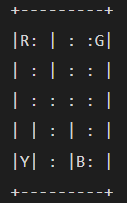 +---------+
|R: | : :G|
| : | : : |
| : : : : |
| | : | : |
|Y| : |B: |
+---------+